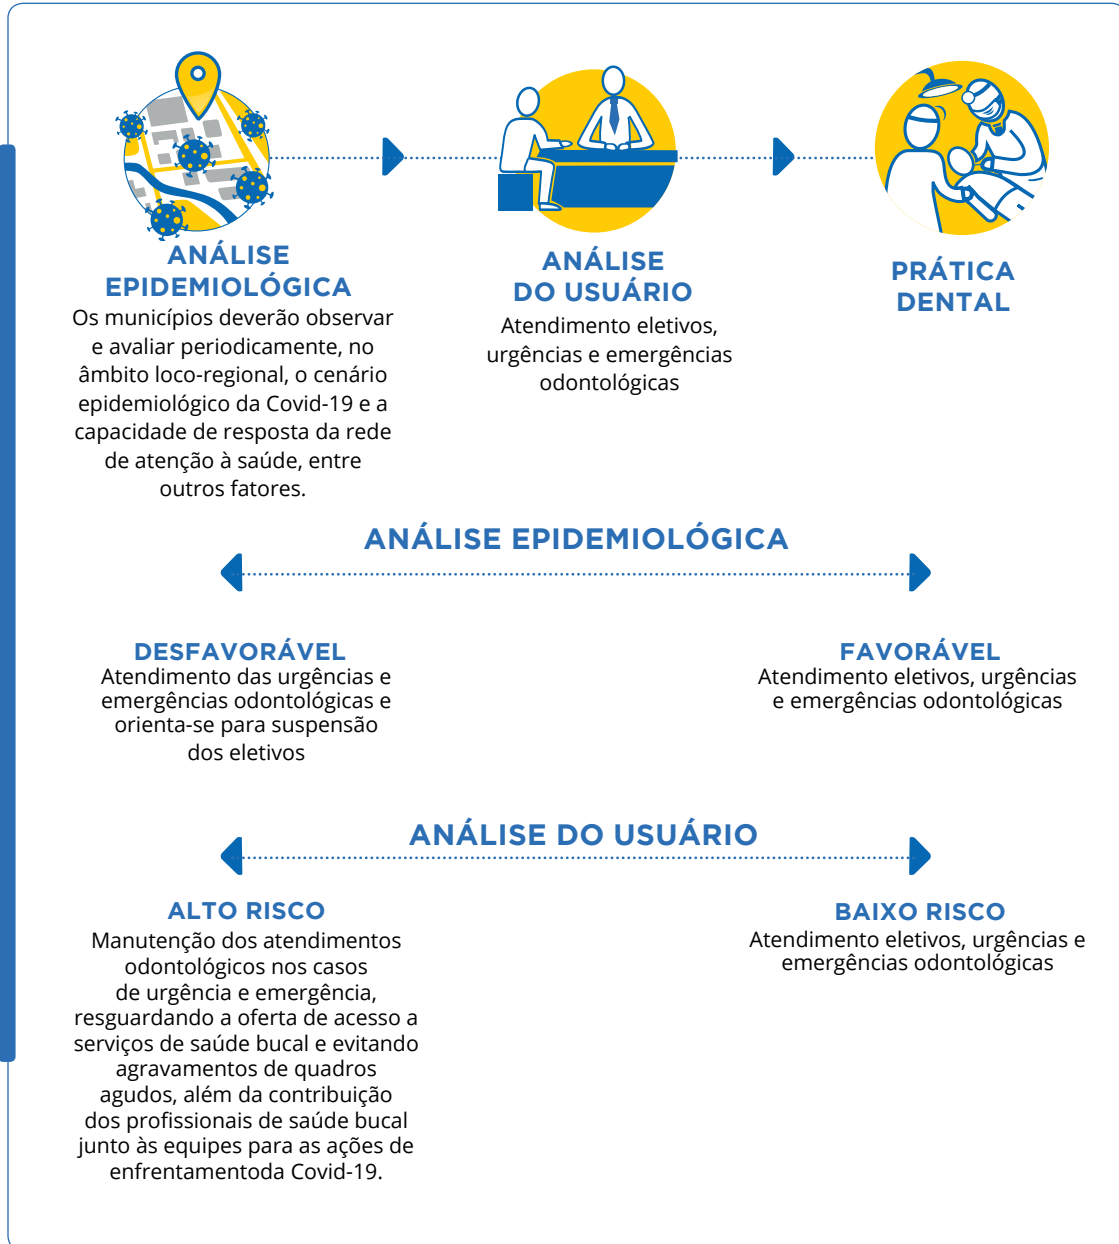 ANÁLISE
EPIDEMIOLÓGICA
Os municípios deverão observar
e avaliar periodicamente, no
âmbito loco-regional, o cenário
epidemiológico da Covid-19 e a
capacidade de resposta da rede
de atenção à saúde, entre
outros fatores.
ANÁLISE
DO USUÁRIO
Atendimento eletivos,
urgências e emergências
odontológicas
PRÁTICA
DENTAL
ANÁLISE EPIDEMIOLÓGICA
DESFAVORÁVEL
Atendimento das urgências e
emergências odontológicas e
orienta-se para suspensão
dos eletivos
FAVORÁVEL
Atendimento eletivos, urgências
e emergências odontológicas
ANÁLISE DO USUÁRIO
ALTO RISCO
Manutenção dos atendimentos
odontológicos nos casos
de urgência e emergência,
resguardando a oferta de acesso a
serviços de saúde bucal e evitando
agravamentos de quadros
agudos, além da contribuição
dos profissionais de saúde bucal
junto às equipes para as ações de
enfrentamentoda Covid-19.
BAIXO RISCO
Atendimento eletivos, urgências e
emergências odontológicas